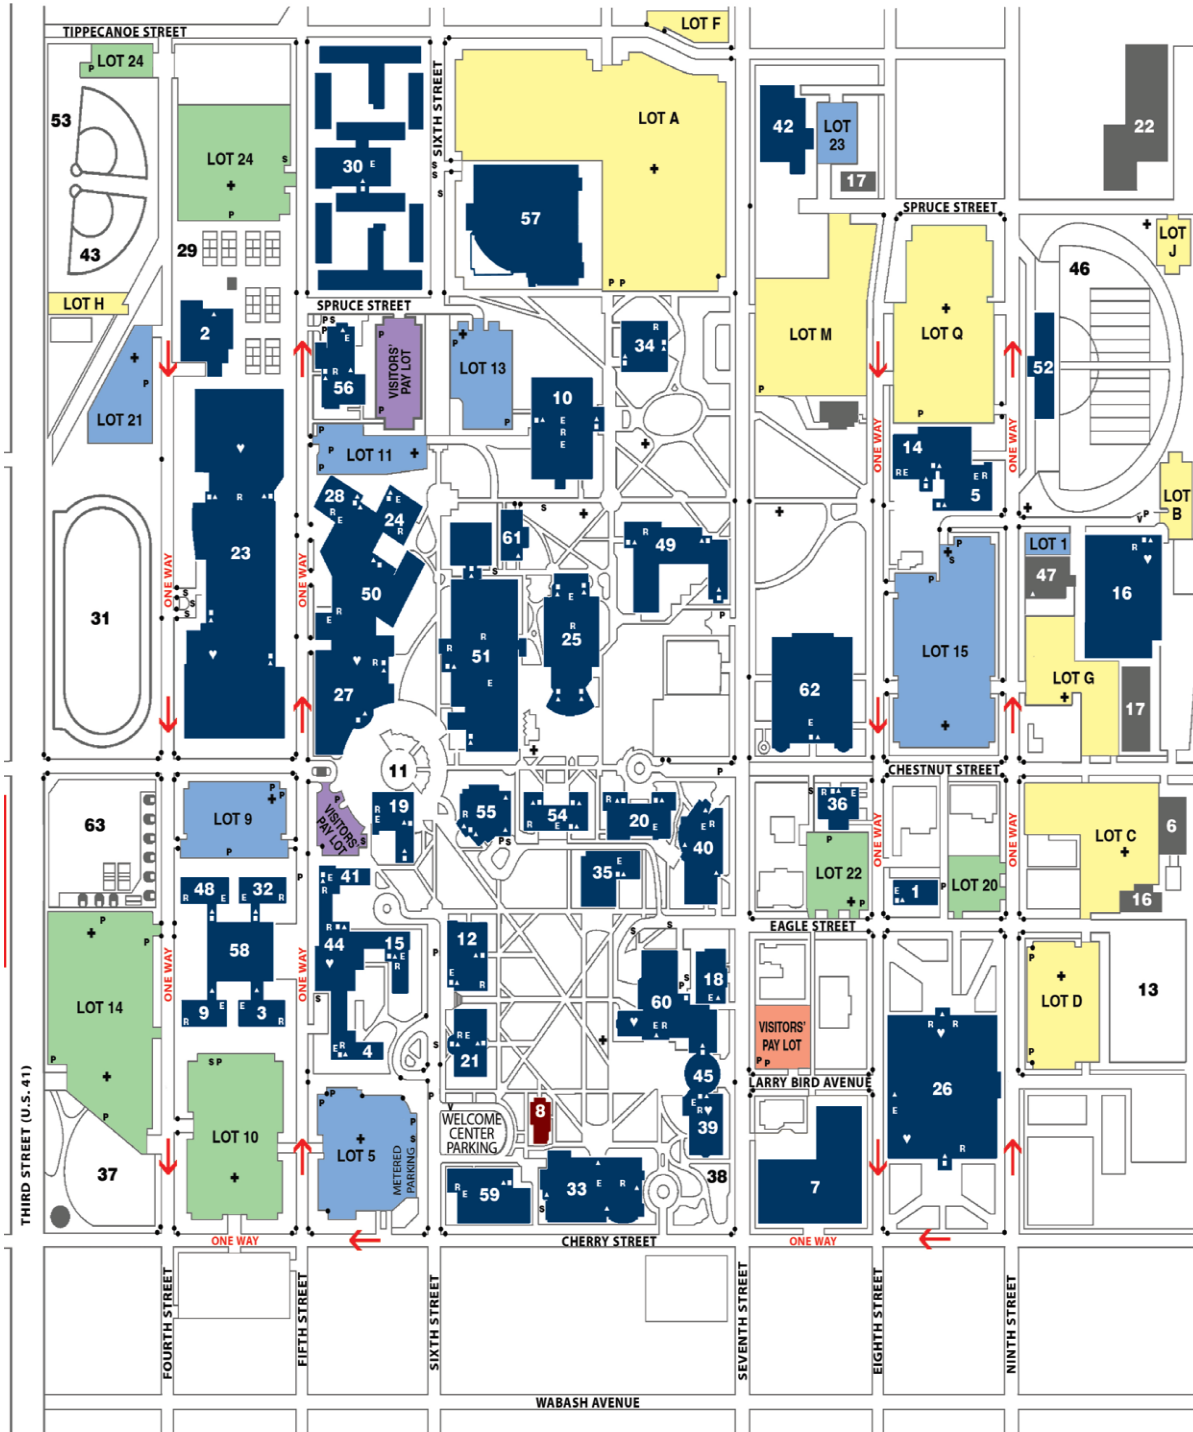 TIPPECANOE STREET
LOT F
LOT 24
SIXTH STREET
LOT A
53
42
LOT
23
22
LOT 24
30
17
57
SPRUCE STREET
43
29
LOT
J
46
LOT H
SPRUCE STREET
2
34
LOT M
LOT Q
VISITORS'
PAY LOT
LOT 13
52
56
10
LOT 21
ONE WAY
ONE WAY
14
LOT 11
5
28
24
LOT
B
61
49
LOT 1
23
ONE WAY
ONE WAY
50
47
16
31
25
51
LOT 15
62
LOT G
27
17
11
CHESTNUT STREET
63
LOT 9
VISITORS'
PAY LOT
19
55
54
20
36
ONE WAY
ONE WAY
6
LOT C
40
48
32
41
35
LOT 22
LOT 20
1
16
EAGLE STREET
58
44
15
12
ONE WAY
ONE WAY
18
13
LOT 14
60
LOT D
9
3
VISITORS'
PAY LOT
4
21
45
LARRY BIRD AVENUE
26
8
WELCOME
CENTER
PARKING
39
LOT 10
LOT 5
METERED
PARKING
37
38
THIRD STREET (U.S. 41)
59
33
7
ONE WAY
CHERRY STREET
ONE WAY
FOURTH STREET
FIFTH STREET
SIXTH STREET
SEVENTH STREET
EIGHTH STREET
NINTH STREET
WABASH AVENUE